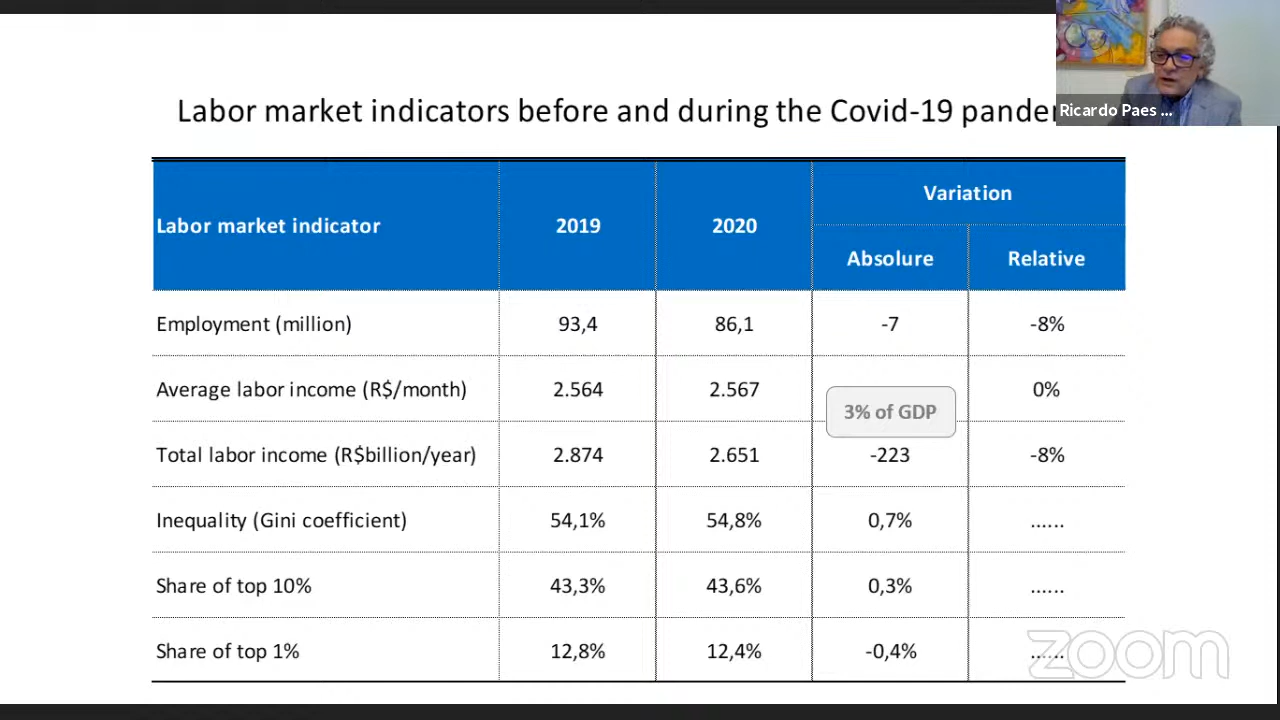 Labor market indicators before and during the Covid-19
Ricardo Paes ...
Labor market indicator 2019 2020 Variation
Absolure Relative
Employment (million) 93,4 86,1 -7 -8%
Average labor income (R$/month) 2.564 2.567 0%
3% of GDP
Total labor income (R$billion/year) 2.874 2.651 -223 -8%
Inequality (Gini coefficient) 54,1% 54,8% 0,7% ......
Share of top 10% 43,3% 43,6% 0,3% ......
Share of top 1% 12,8% 12,4% -0,4% ......
zoom